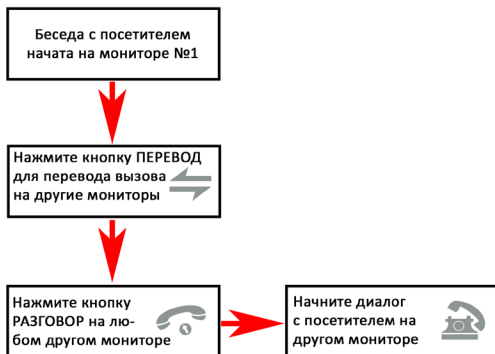 Беседа с посетителем
начата на мониторе №1
Нажмите кнопку ПЕРЕВОД
для перевода вызова
на другие мониторы
Нажмите кнопку
РАЗГОВОР на лю-
бом другом мониторе
Начните диалог
с посетителем на
другом мониторе